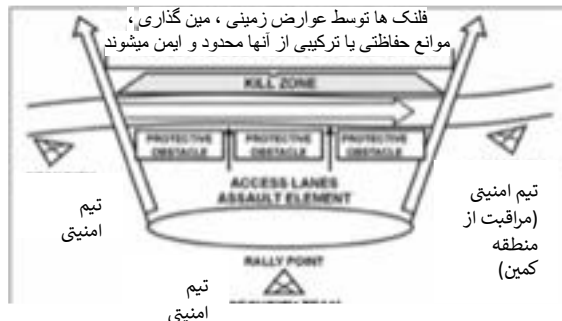 فلنک ها توسط عوارض زمینی ، مین گذاری ،
موانع حفاظتی یا ترکیبی از آنها محدود و ایمن میشوند
KILL ZONE
PROTECTIVE OBSTACLE
PROTECTIVE OBSTACLE
PROTECTIVE OBSTACLE
ACCESS LANES
ASSAULT ELEMENT
تیم
امنیتی
تیم امنیتی
(مراقبت از
منطقه
کمین)
RALLY POINT
تیم
امنیتی